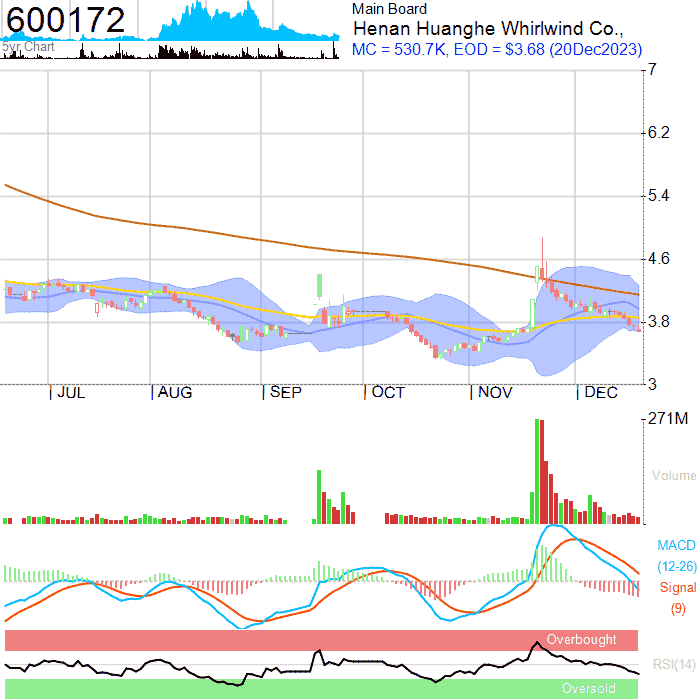 600172
5yr Chart
Main Board
Henan Huanghe Whirlwind Co.,
MC = 530.7K, EOD = $3.68 (20Dec2023)
7
6.2
5.4
4.6
3.8
3
JUL
AUG
SEP
OCT
NOV
DEC
271M
Volume
MACD
(12-26)
Signal
(9)
Overbought
RSI(14)
Oversold